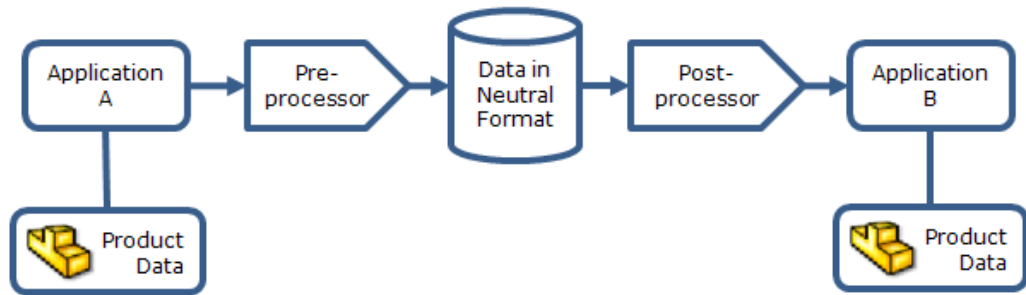 Application
A
Pre-
processor
Data in
Neutral
Format
Post-
processor
Application
B
Product
Data
Product
Data